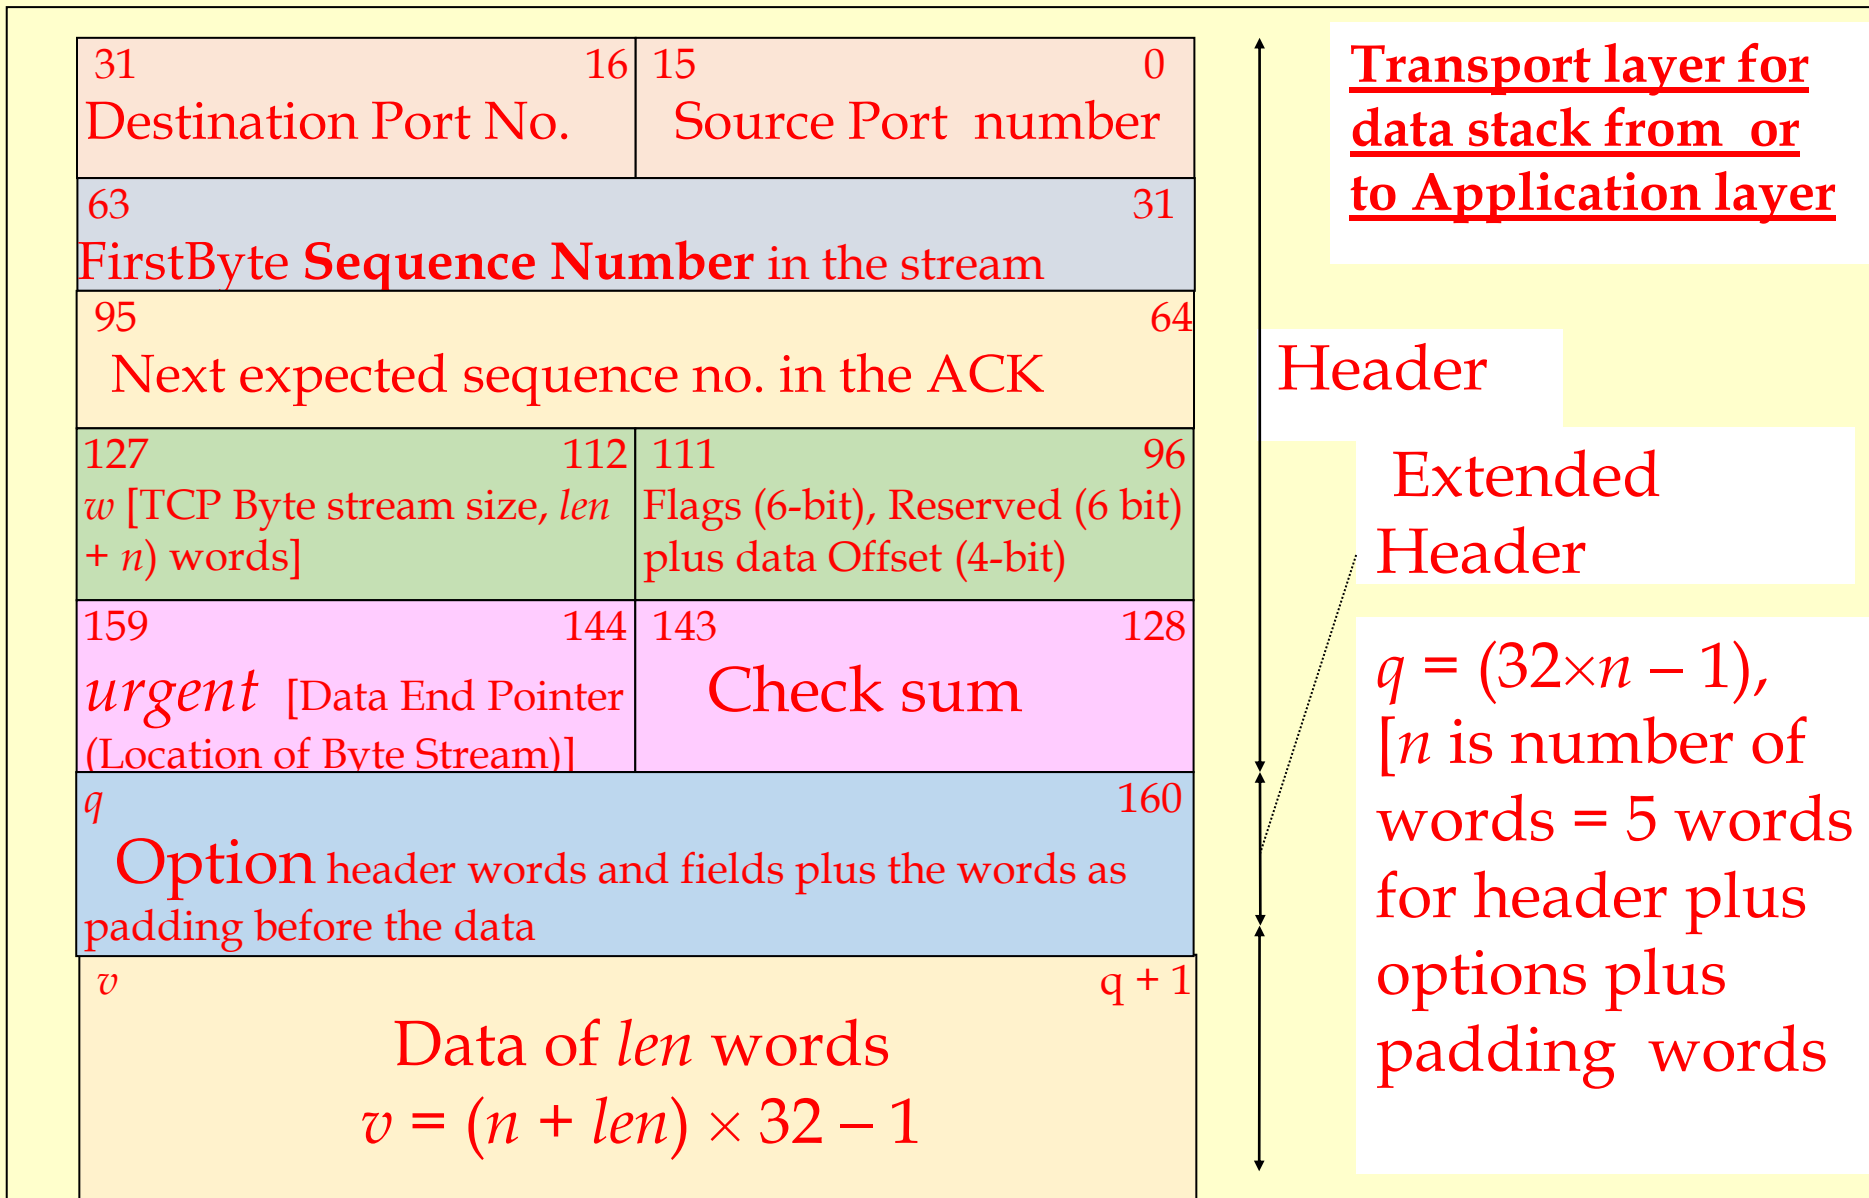 31 16 15 0
Destination Port No. Source Port number
63 31
FirstByte Sequence Number in the stream
95 64
Next expected sequence no. in the ACK
127 112 111 96
w [TCP Byte stream size, len
+ n) words]
Flags (6-bit), Reserved (6 bit)
plus data Offset (4-bit)
159 144 143 128
urgent [Data End Pointer
(Location of Byte Stream)]
Check sum
q 160
Option header words and fields plus the words as
padding before the data
v q + 1
Data of len words
v = (n + len) × 32 – 1
Transport layer for
data stack from or
to Application layer
Header
Extended
Header
q = (32×n – 1),
[n is number of
words = 5 words
for header plus
options plus
padding words